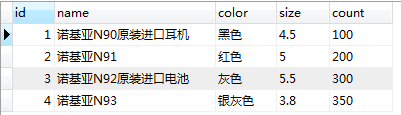 id name color size count
1 诺基亚N90原装进口耳机 黑色 4.5 100
2 诺基亚N91 红色 5 200
3 诺基亚N92原装进口电池 灰色 5.5 300
4 诺基亚N93 银灰色 3.8 350